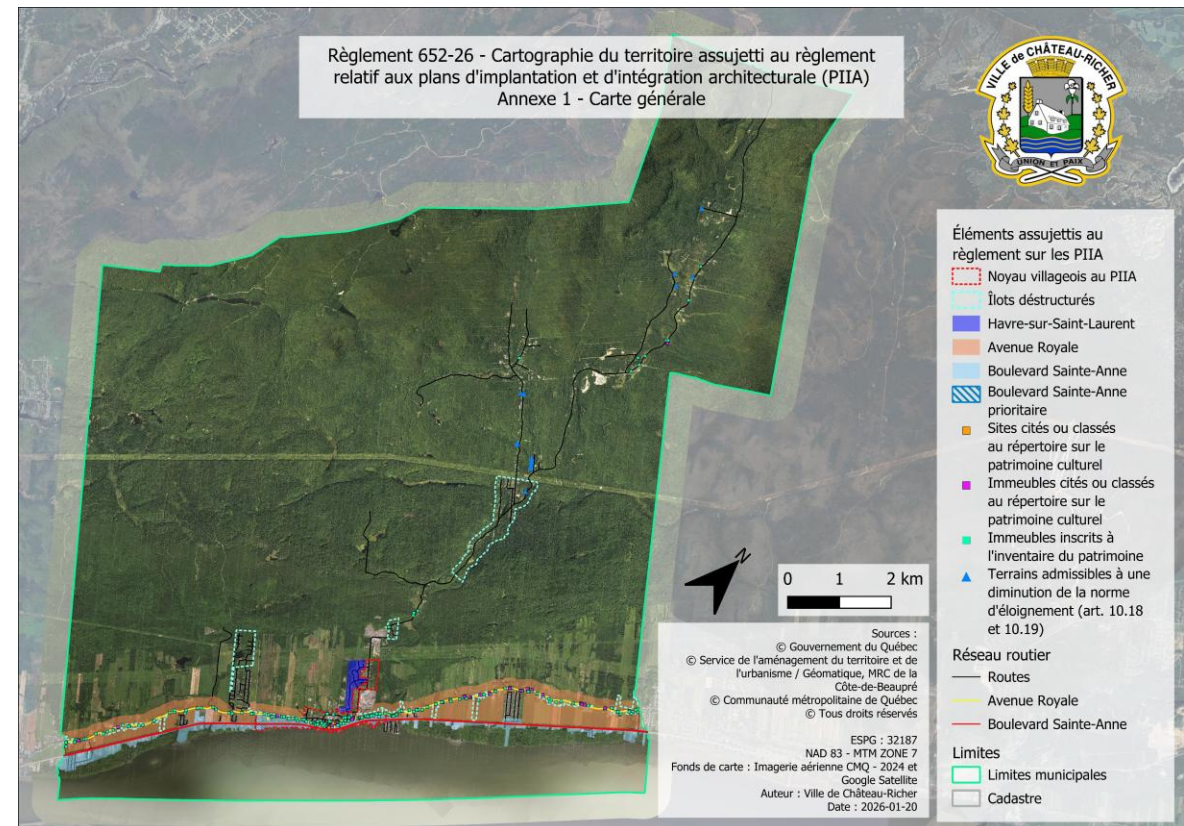 Règlement 652-26 - Cartographie du territoire assujetti au règlement
relatif aux plans d'implantation et d'intégration architecturale (PIIA)
Annexe 1 - Carte générale
VILLE de CHÂTEAU-RICHER
UNION ET PAIX
Éléments assujettis au
règlement sur les PIIA
Noyau villageois au PIIA
Îlots déstructurés
Havre-sur-Saint-Laurent
Avenue Royale
Boulevard Sainte-Anne
Boulevard Sainte-Anne
prioritaire
Sites cités ou classés
au répertoire sur le
patrimoine culturel
Immeubles cités ou classés
au répertoire sur le
patrimoine culturel
Immeubles inscrits à
l'inventaire du patrimoine
Terrains admissibles à une
diminution de la norme
d'éloignement (art. 10.18
et 10.19)
Réseau routier
Routes
Avenue Royale
Boulevard Sainte-Anne
Limites
Limites municipales
Cadastre
N
0 1 2 km
Sources :
© Gouvernement du Québec
© Service de l'aménagement du territoire et de
l'urbanisme / Géomatique, MRC de la
Côte-de-Beaupré
© Communauté métropolitaine de Québec
© Tous droits réservés
ESPG : 32187
NAD 83 - MTM ZONE 7
Fonds de carte : Imagerie aérienne CMQ - 2024 et
Google Satellite
Auteur : Ville de Château-Richer
Date : 2026-01-20